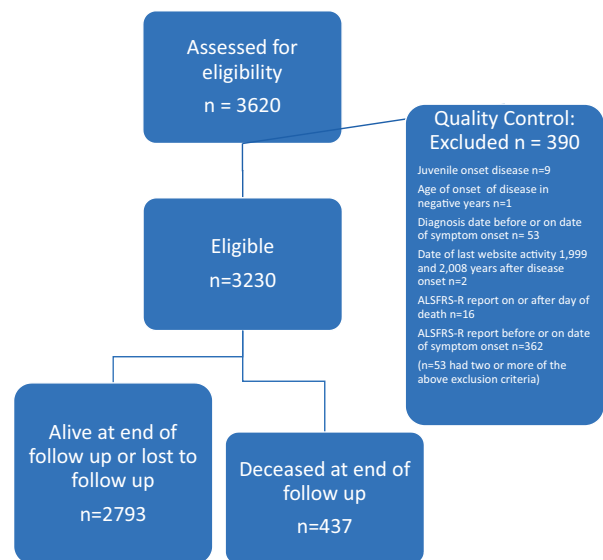 Assessed for
eligibility
n = 3620
Quality Control:
Excluded n = 390
Juvenile onset disease n=9
Age of onset of disease in
negative years n=1
Diagnosis date before or on date
of symptom onset n= 53
Date of last website activity 1,999
and 2,008 years after disease
onset n=2
ALSFRS-R report on or after day of
death n=16
ALSFRS-R report before or on date
of symptom onset n=362
(n=53 had two or more of the
above exclusion criteria)
Eligible
n=3230
Alive at end of
follow up or lost to
follow up
n=2793
Deceased at end of
follow up
n=437